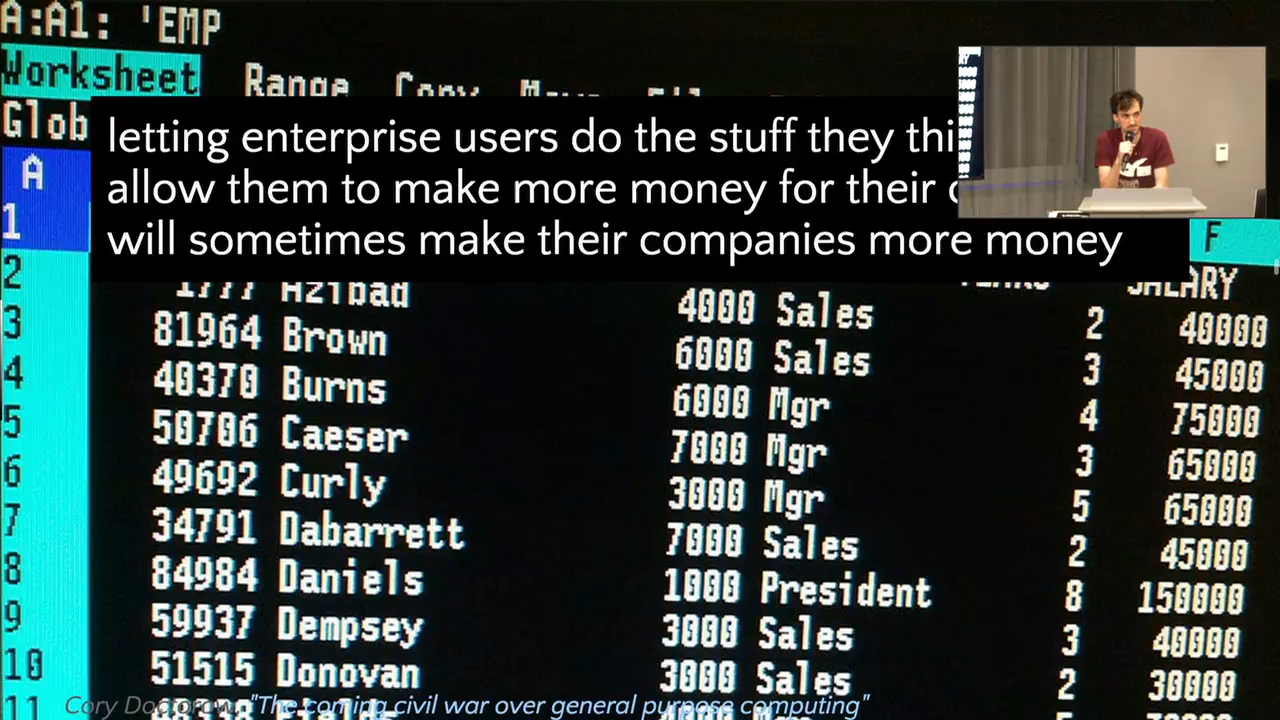 A:A1: 'EMP
Worksheet Range Copy
Glob
letting enterprise users do the stuff they thi
allow them to make more money for their
will sometimes make their companies more money
A F
1 SALARY
2 1777 Azibad 4000 Sales 2 40000
3 81964 Brown 6000 Sales 3 45000
4 40370 Burns 6000 Mgr 4 75000
5 50706 Caeser 7000 Mgr 3 65000
6 49692 Curly 3000 Mgr 5 65000
7 34791 Dabarrett 7000 Sales 2 45000
8 84984 Daniels 1000 President 8 150000
9 59937 Dempsey 3000 Sales 3 40000
10 51515 Donovan 3000 Sales 2 30000
11
Cory Doctorow, "The coming civil war over general purpose computing"